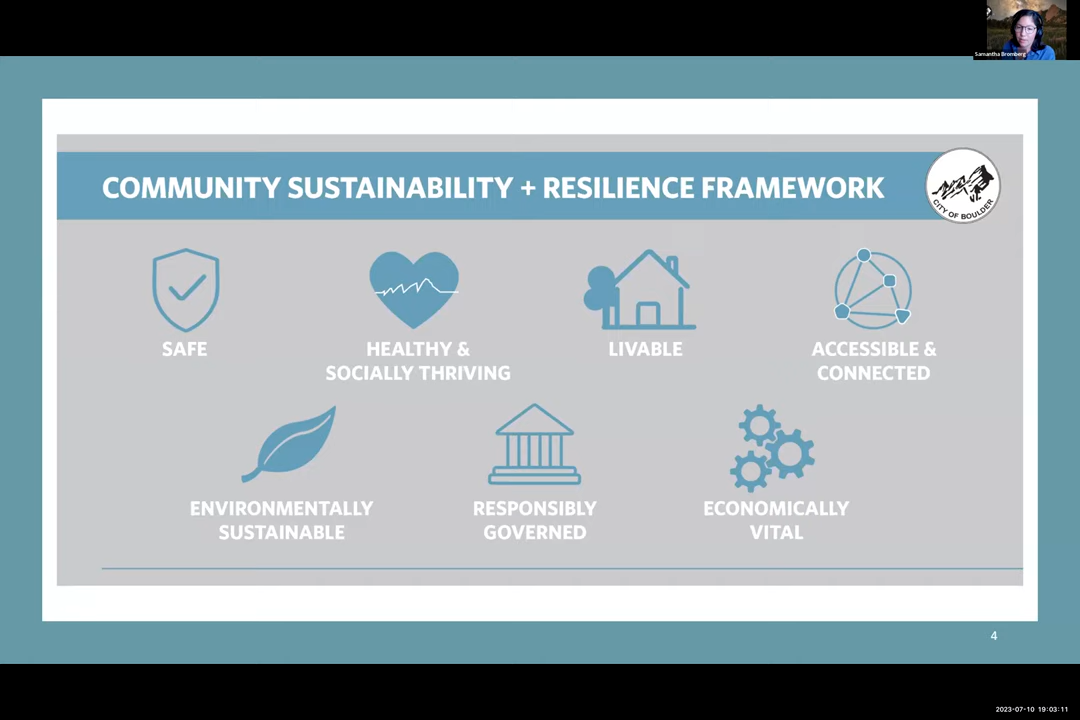 Samantha Bromberg
COMMUNITY SUSTAINABILITY + RESILIENCE FRAMEWORK
CITY OF BOULDER
SAFE
HEALTHY &
SOCIALLY THRIVING
LIVABLE
ACCESSIBLE &
CONNECTED
ENVIRONMENTALLY
SUSTAINABLE
RESPONSIBLY
GOVERNED
ECONOMICALLY
VITAL
4
2023-07-10 19:03:11